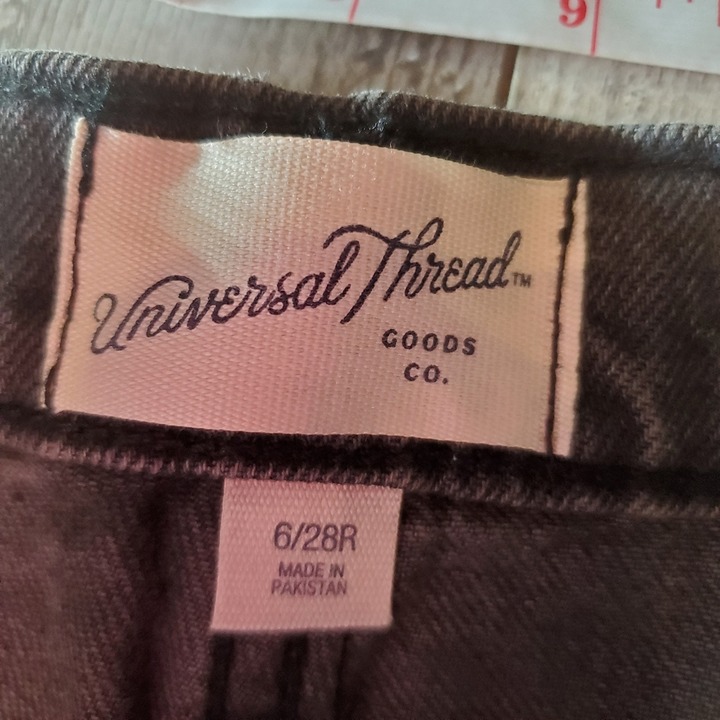 9
Universal Thread™
GOODS
CO.
6/28R
MADE IN
PAKISTAN